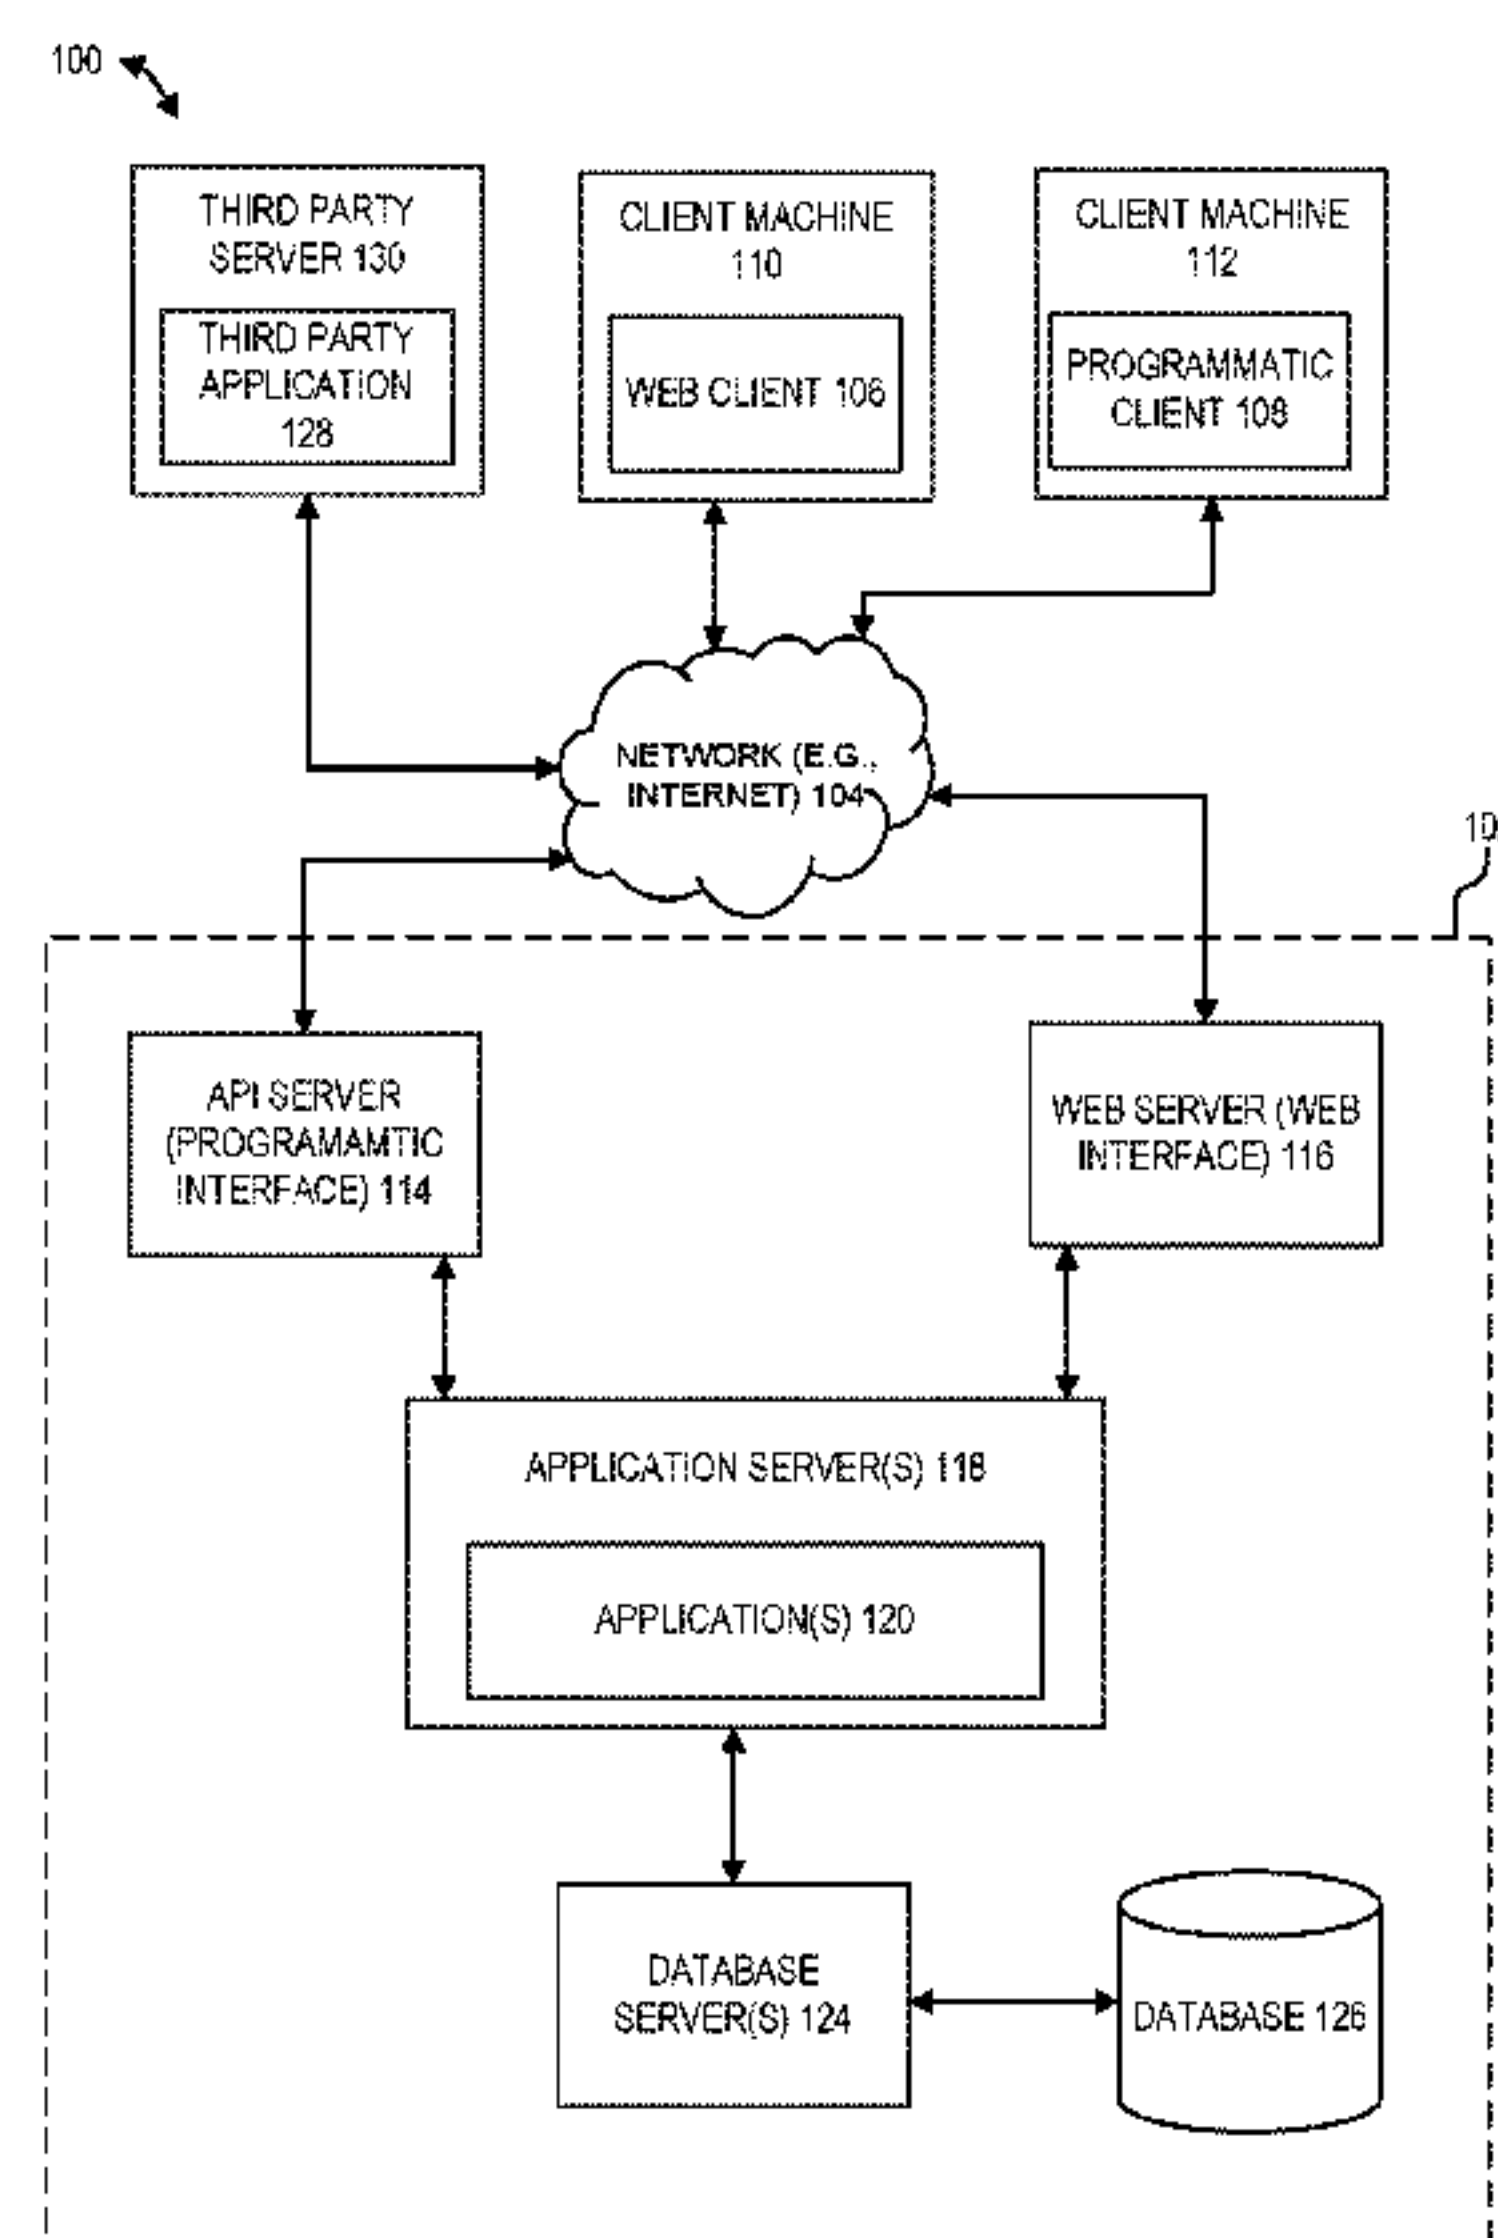 100
THIRD PARTY
SERVER 130
THIRD PARTY
APPLICATION
128
CLIENT MACHINE
110
WEB CLIENT 106
CLIENT MACHINE
112
PROGRAMMATIC
CLIENT 108
NETWORK (E.G.,
INTERNET) 104
10
API SERVER
(PROGRAMAMTIC
INTERFACE) 114
WEB SERVER (WEB
INTERFACE) 116
APPLICATION SERVER(S) 118
APPLICATION(S) 120
DATABASE
SERVER(S) 124
DATABASE 126